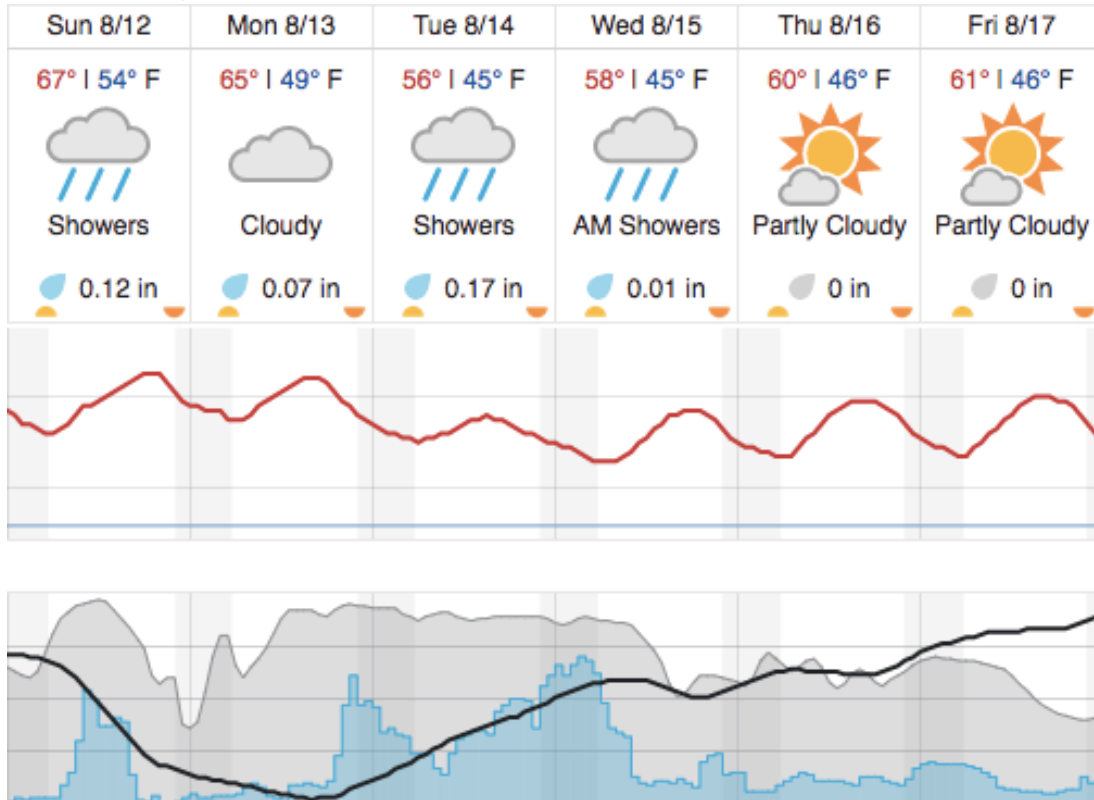 Sun 8/12 Mon 8/13 Tue 8/14 Wed 8/15 Thu 8/16 Fri 8/17
67° | 54° F 65° | 49° F 56° | 45° F 58° | 45° F 60° | 46° F 61° | 46° F
Showers Cloudy Showers AM Showers Partly Cloudy Partly Cloudy
0.12 in 0.07 in 0.17 in 0.01 in 0 in 0 in